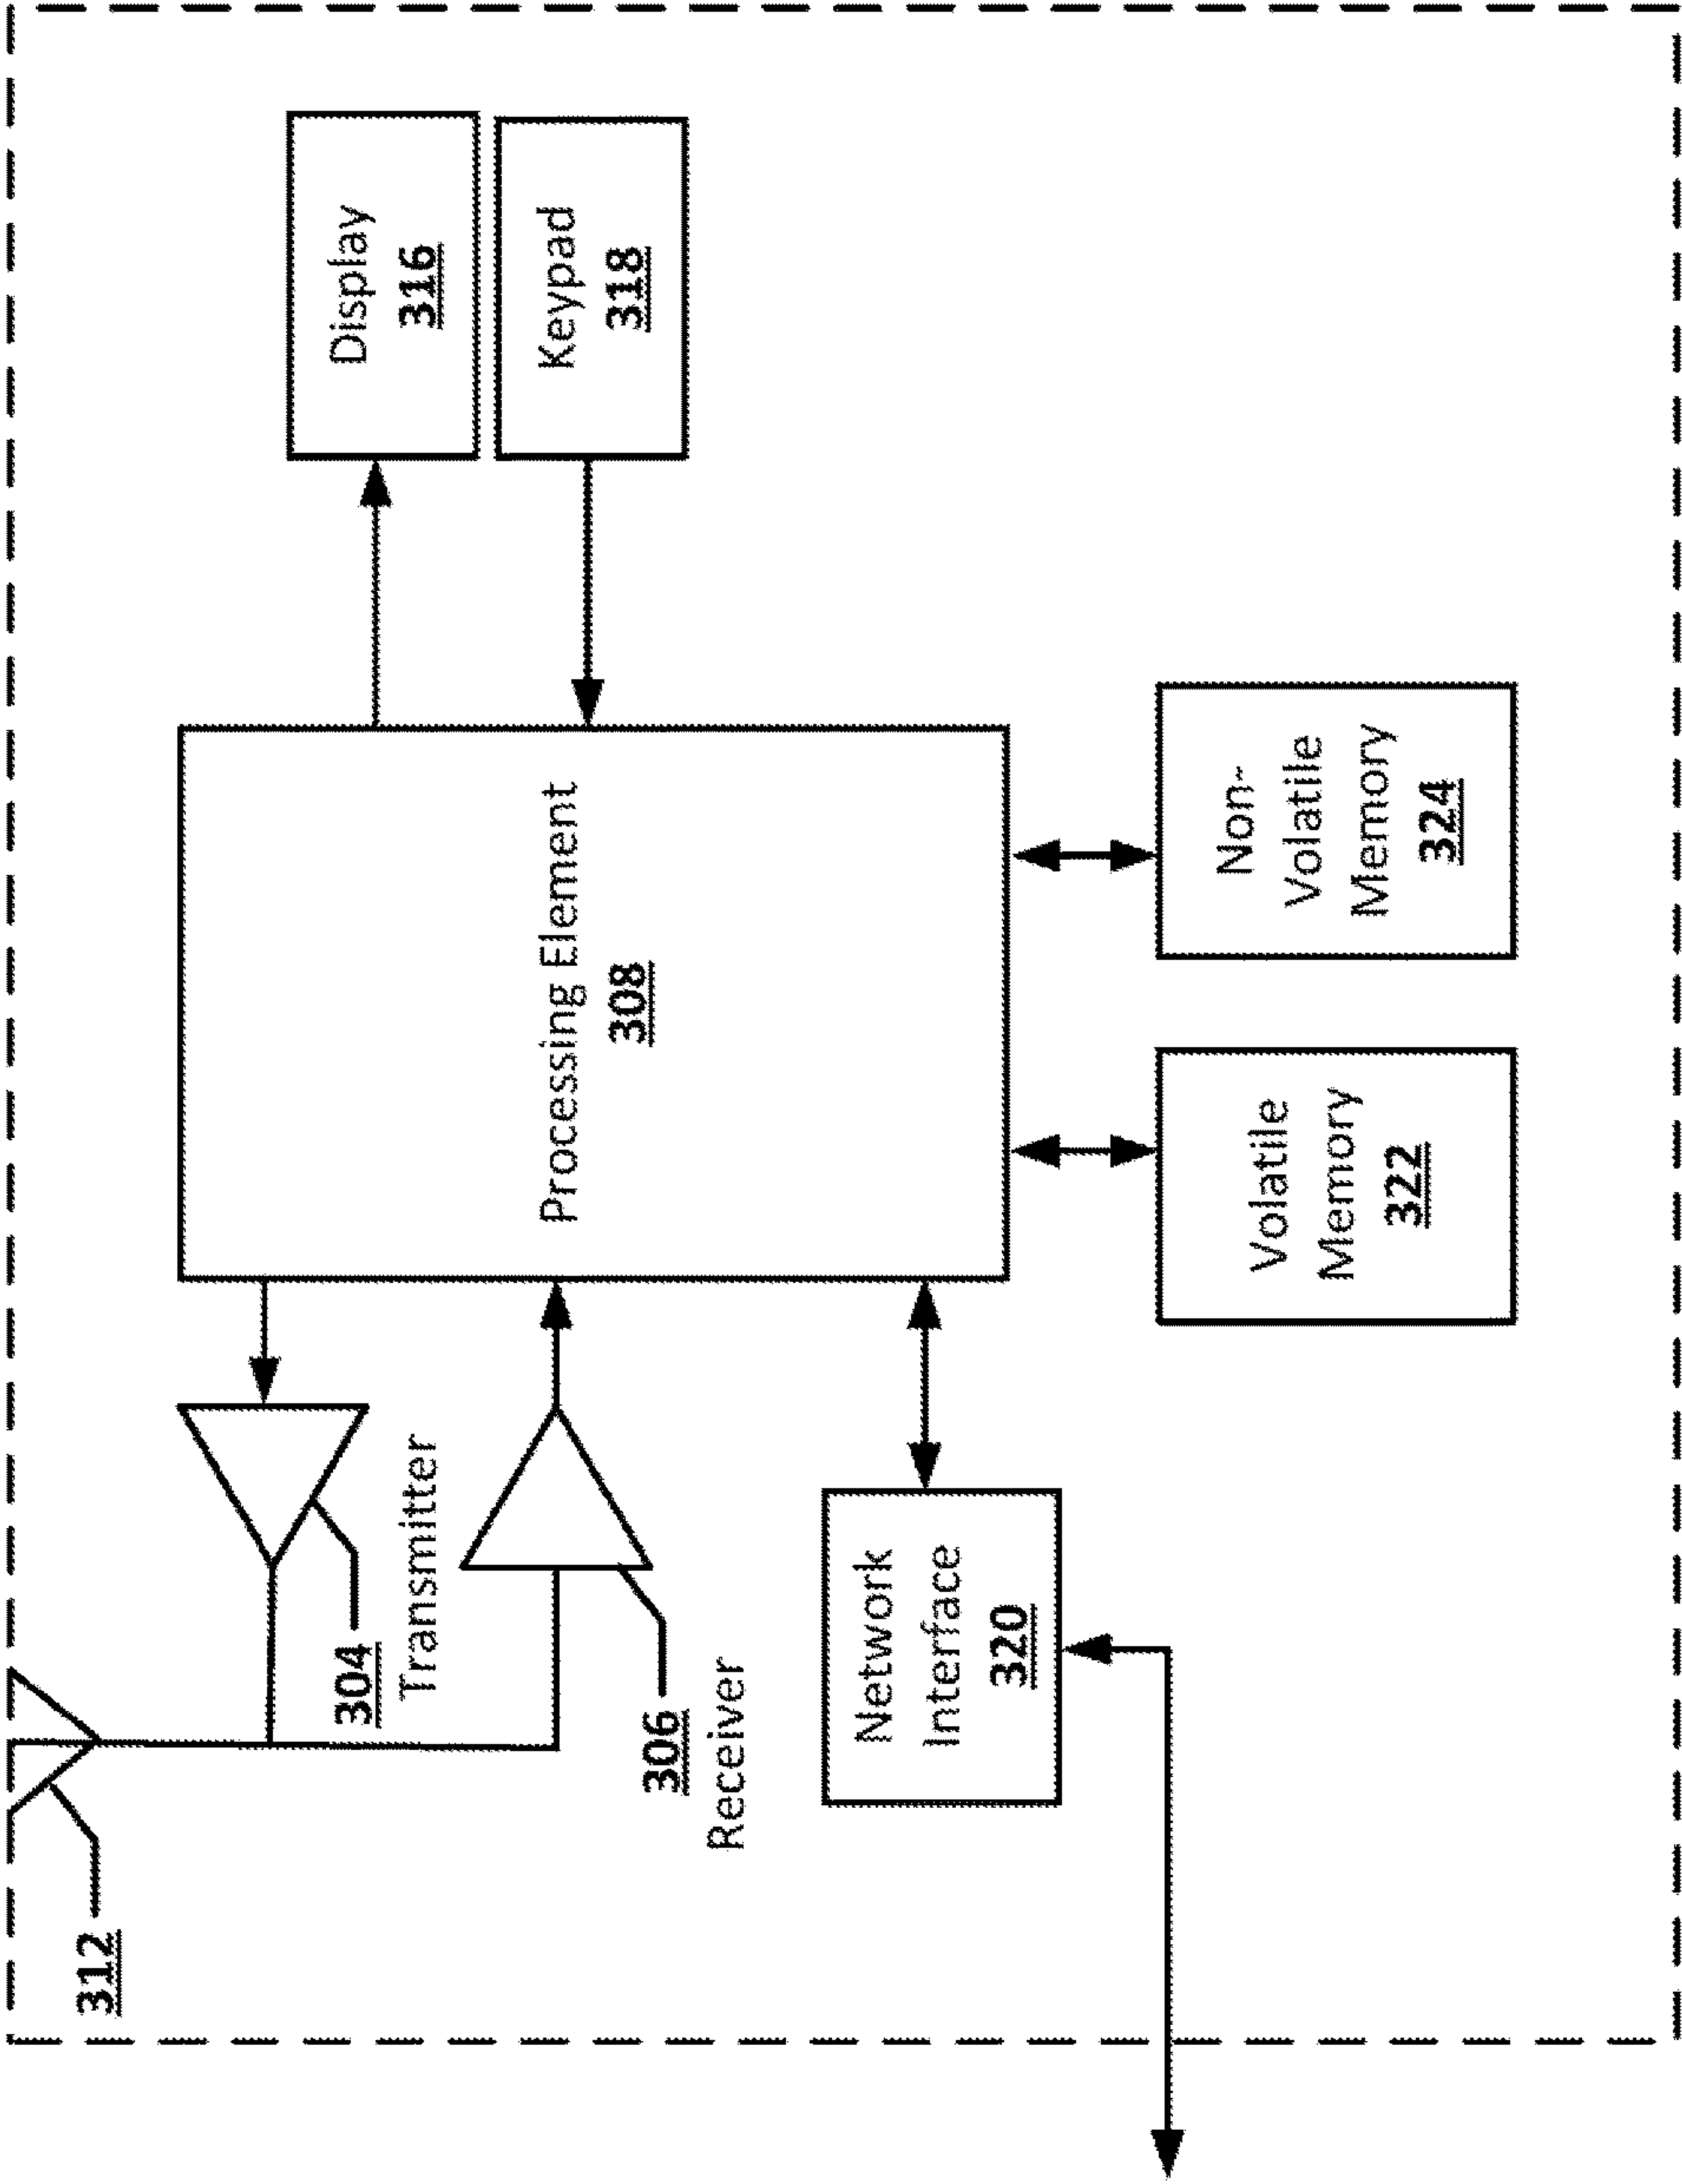 312
304
Transmitter
306
Receiver
Processing Element
308
Display
316
Keypad
318
Network
Interface
320
Volatile
Memory
322
Non-
Volatile
Memory
324